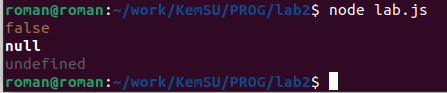 roman@roman:~/work/KemSU/PROG/lab2$ node lab.js
false
null
undefined
roman@roman:~/work/KemSU/PROG/lab2$